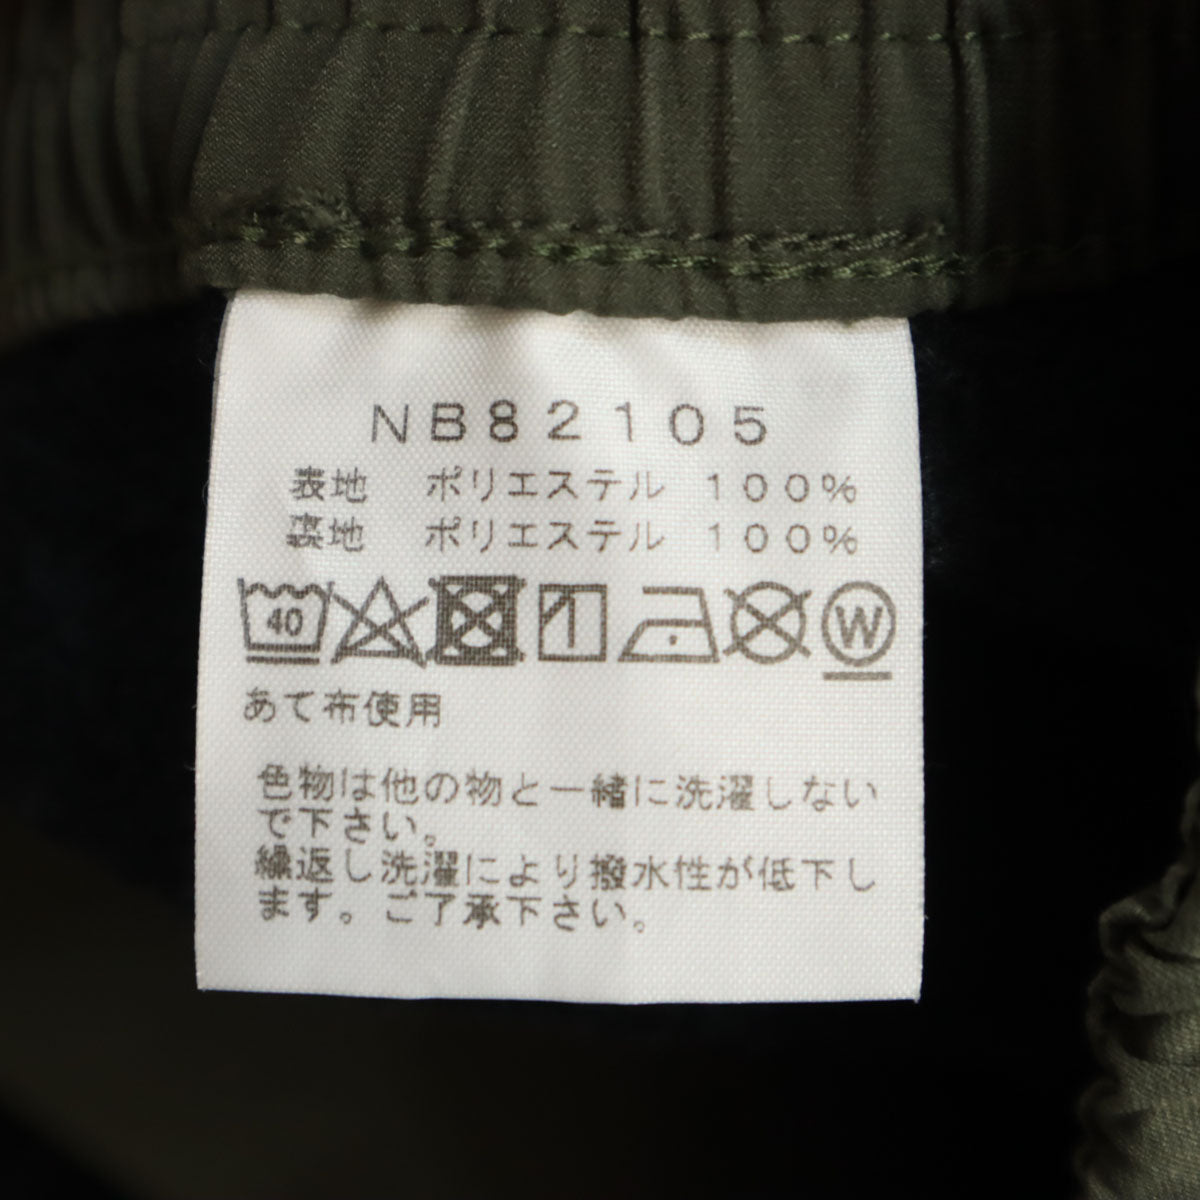 NB82105
表地 ポリエステル 100%
裏地 ポリエステル 100%
40 W
あて布使用
色物は他の物と一緒に洗濯しない
で下さい。
繰返し洗濯により撥水性が低下し
ます。ご了承下さい。